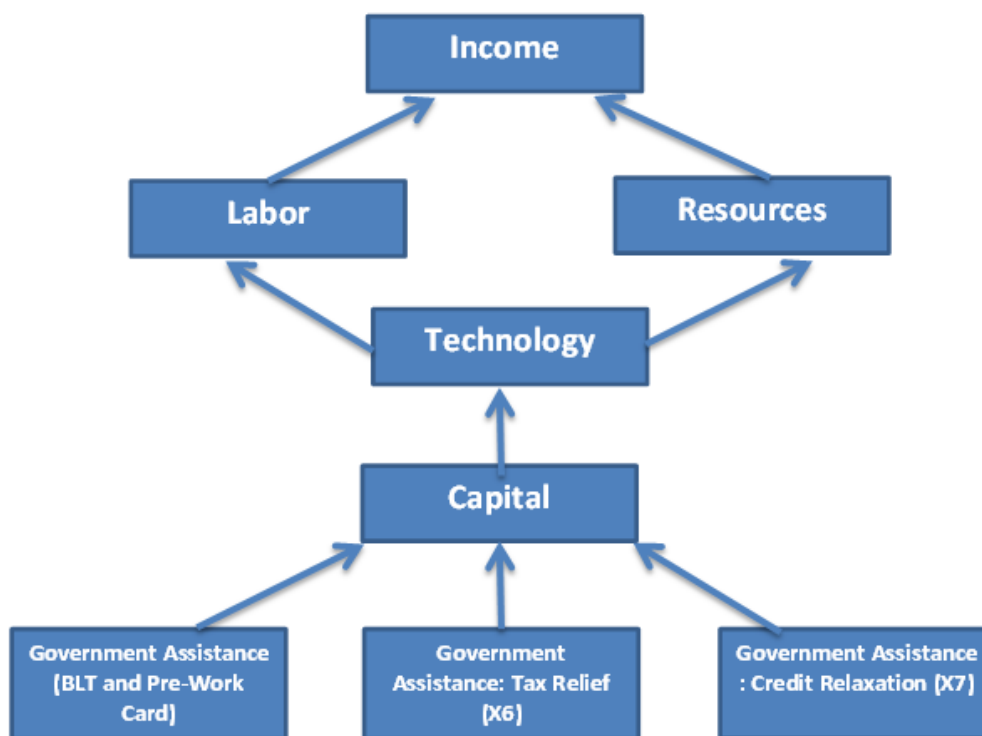 Income
Labor
Resources
Technology
Capital
Government Assistance
(BLT and Pre-Work
Card)
Government
Assistance: Tax Relief
(X6)
Government Assistance
: Credit Relaxation (X7)